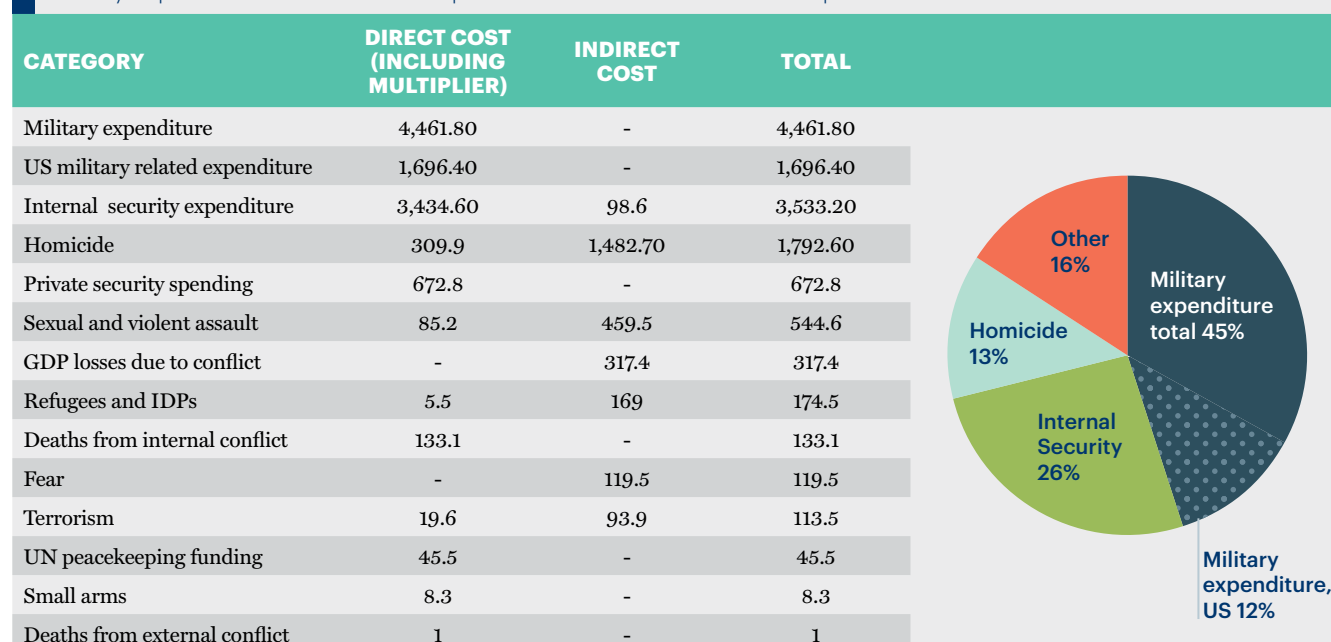 CATEGORY DIRECT COST (INCLUDING MULTIPLIER) INDIRECT COST TOTAL
Military expenditure 4,461.80 - 4,461.80
US military related expenditure 1,696.40 - 1,696.40
Internal security expenditure 3,434.60 98.6 3,533.20
Homicide 309.9 1,482.70 1,792.60
Private security spending 672.8 - 672.8
Sexual and violent assault 85.2 459.5 544.6
GDP losses due to conflict - 317.4 317.4
Refugees and IDPs 5.5 169 174.5
Deaths from internal conflict 133.1 - 133.1
Fear - 119.5 119.5
Terrorism 19.6 93.9 113.5
UN peacekeeping funding 45.5 - 45.5
Small arms 8.3 - 8.3
Deaths from external conflict 1 - 1
Other
16%
Military
expenditure
total 45%
Homicide
13%
Internal
Security
26%
Military
expenditure,
US 12%